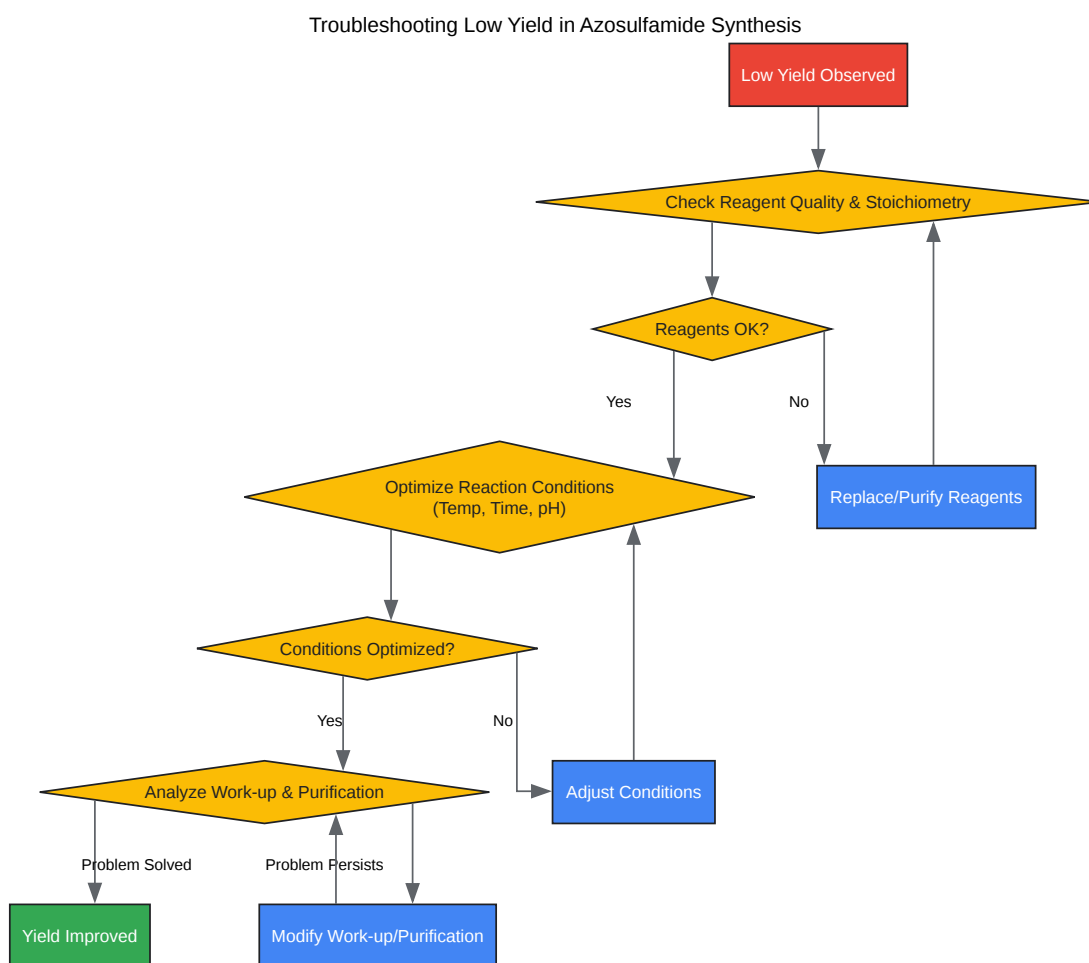 Troubleshooting Low Yield in Azosulfamide Synthesis
Low Yield Observed
Check Reagent Quality & Stoichiometry
Reagents OK?
Yes
No
Optimize Reaction Conditions
(Temp, Time, pH)
Replace/Purify Reagents
Conditions Optimized?
Yes
No
Analyze Work-up & Purification
Adjust Conditions
Problem Solved
Problem Persists
Yield Improved
Modify Work-up/Purification